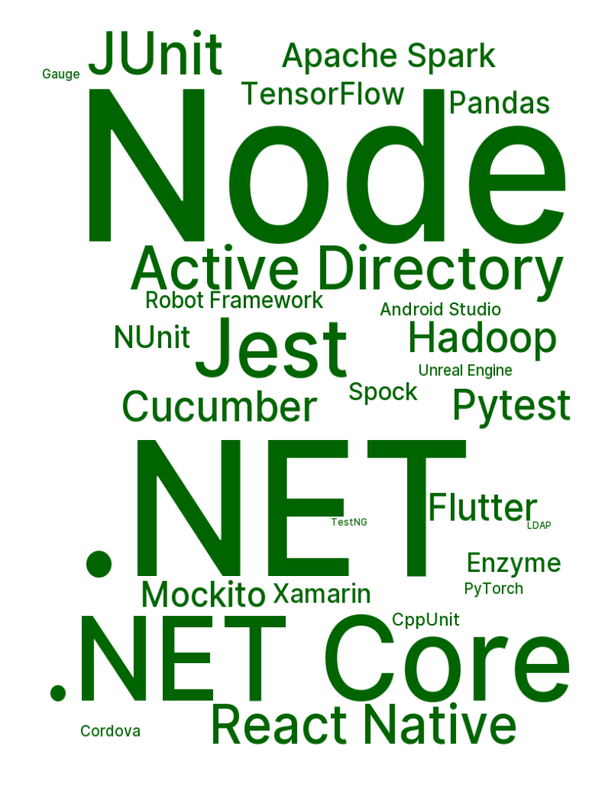 JUnit
Apache Spark
Gauge
TensorFlow
Pandas
Node
Active Directory
Robot Framework
Android Studio
NUnit
Jest
Hadoop
Unreal Engine
Spock
Cucumber
Pytest
.NET
Flutter
TestNG
LDAP
Enzyme
PyTorch
Mockito
Xamarin
CppUnit
.NET Core
React Native
Cordova